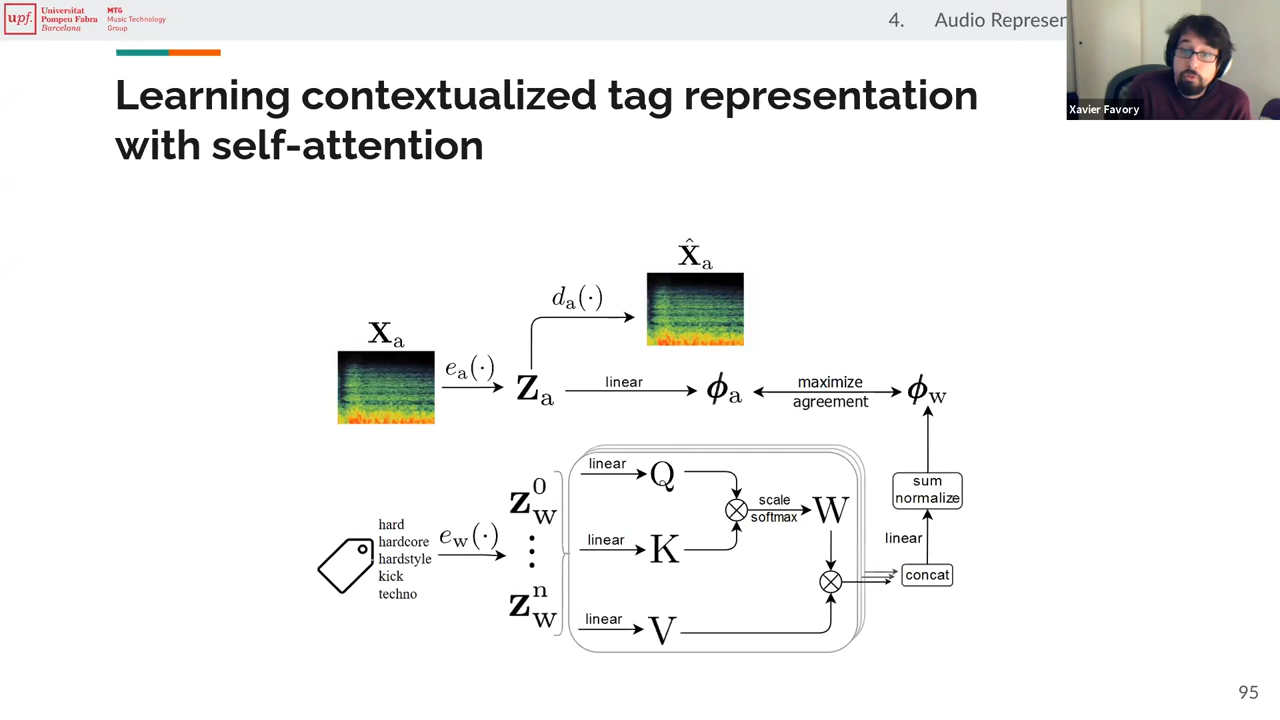 upf.
Universitat
Pompeu Fabra
Barcelona
MTG
Music Technology
Group
4. Audio Represen
Xavier Favory
Learning contextualized tag representation
with self-attention
X̂a
da(·)
Xa
ea(·)
Za
linear
ϕa
maximize
agreement
ϕw
hard
hardcore
hardstyle
kick
techno
ew(·)
z0w
⋮
znw
linear
Q
linear
K
linear
V
scale
softmax
W
concat
linear
sum
normalize
95